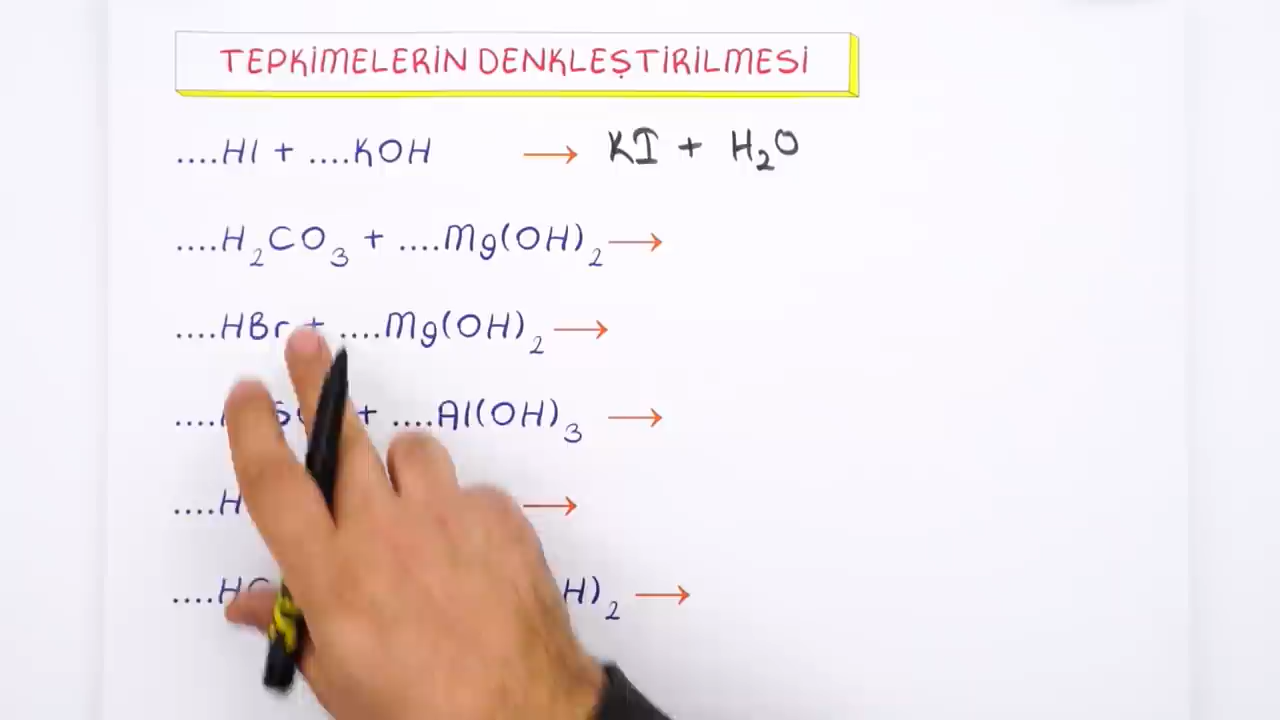 TEPKİMELERİN DENKLEŞTİRİLMESİ
....HI + ....KOH → KI + H₂O
....H₂CO₃ + ....Mg(OH)₂ →
....HBr + ....Mg(OH)₂ →
.... + ....Al(OH)₃ →
....H →
....H H)₂ →